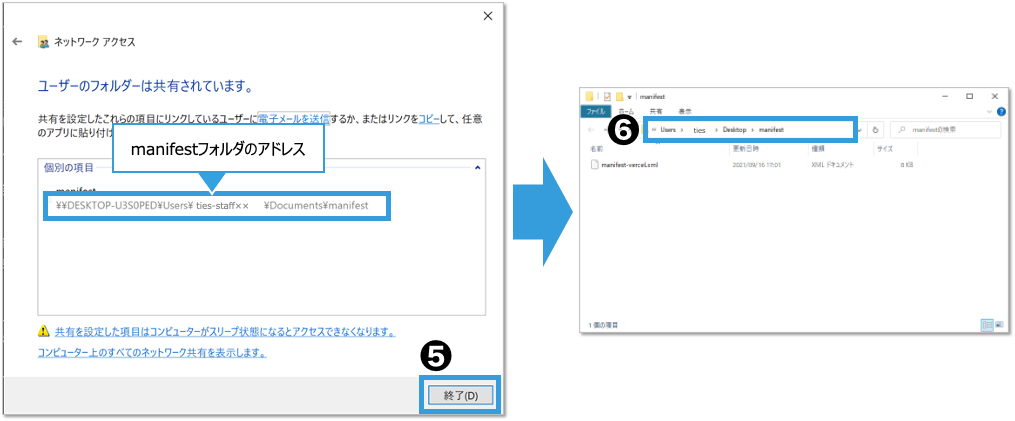 ネットワーク アクセス
ユーザーのフォルダーは共有されています。
共有を設定したこれらの項目にリンクしているユーザーに電子メールを送信するか、またはリンクをコピーして、任意
のアプリに貼り付け
manifestフォルダのアドレス
個別の項目
manifest
¥¥DESKTOP-U3S0PED¥Users¥ ties-staff×× ¥Documents¥manifest
共有を設定した項目はコンピューターがスリープ状態になるとアクセスできなくなります。
コンピューター上のすべてのネットワーク共有を表示します。
❺
終了(D)
manifest
ファイル ホーム 共有 表示
❻
« Users › ties › Desktop › manifest
manifestの検索
名前 更新日時 種類 サイズ
manifest-vercel.xml 2021/09/16 17:01 XML ドキュメント 8 KB
1 個の項目